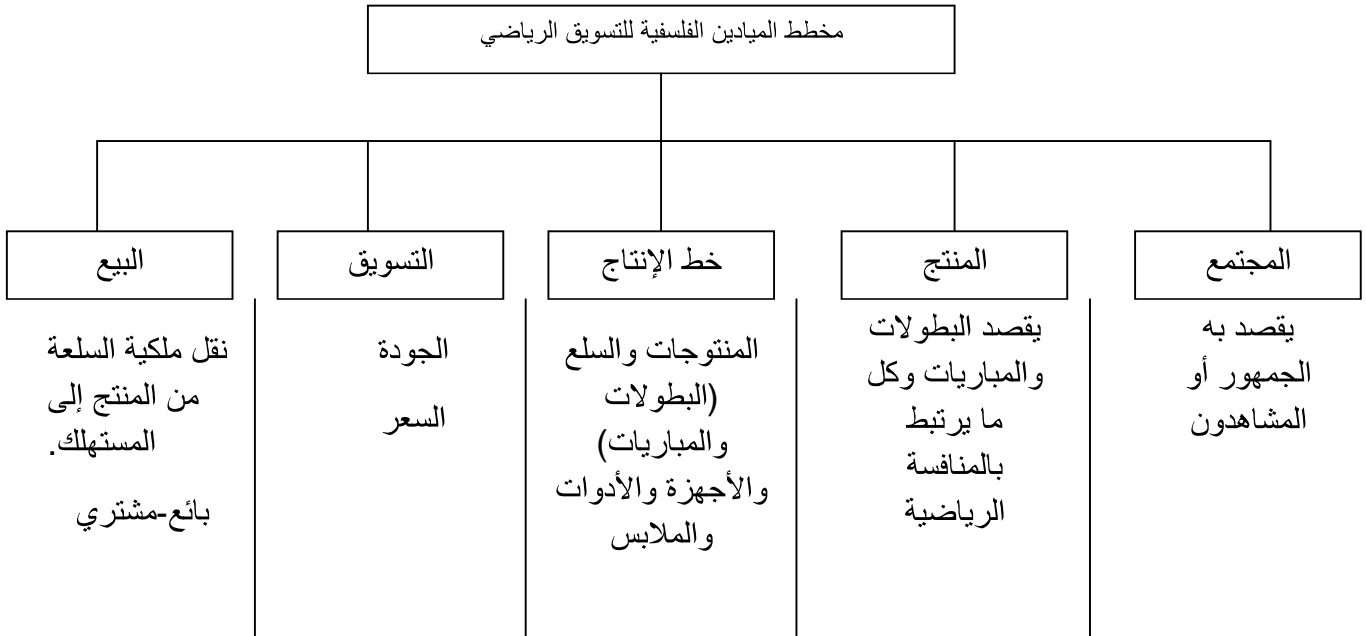 مخطط الميادين الفلسفية للتسويق الرياضي
المجتمع
يقصد به
الجمهور أو
المشاهدون
المنتج
يقصد البطولات
والمباريات وكل
ما يرتبط
بالمنافسة
الرياضية
خط الإنتاج
المنتوجات والسلع
(البطولات
والمباريات)
والأجهزة والأدوات
والملابس
التسويق
الجودة
السعر
البيع
نقل ملكية السلعة
من المنتج إلى
المستهلك.
بائع-مشتري